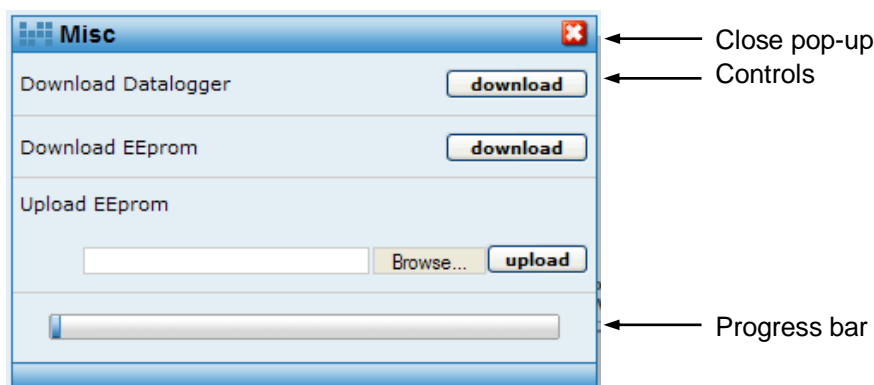 Misc
Close pop-up
Download Datalogger
download
Controls
Download EEprom
download
Upload EEprom
Browse...
upload
Progress bar